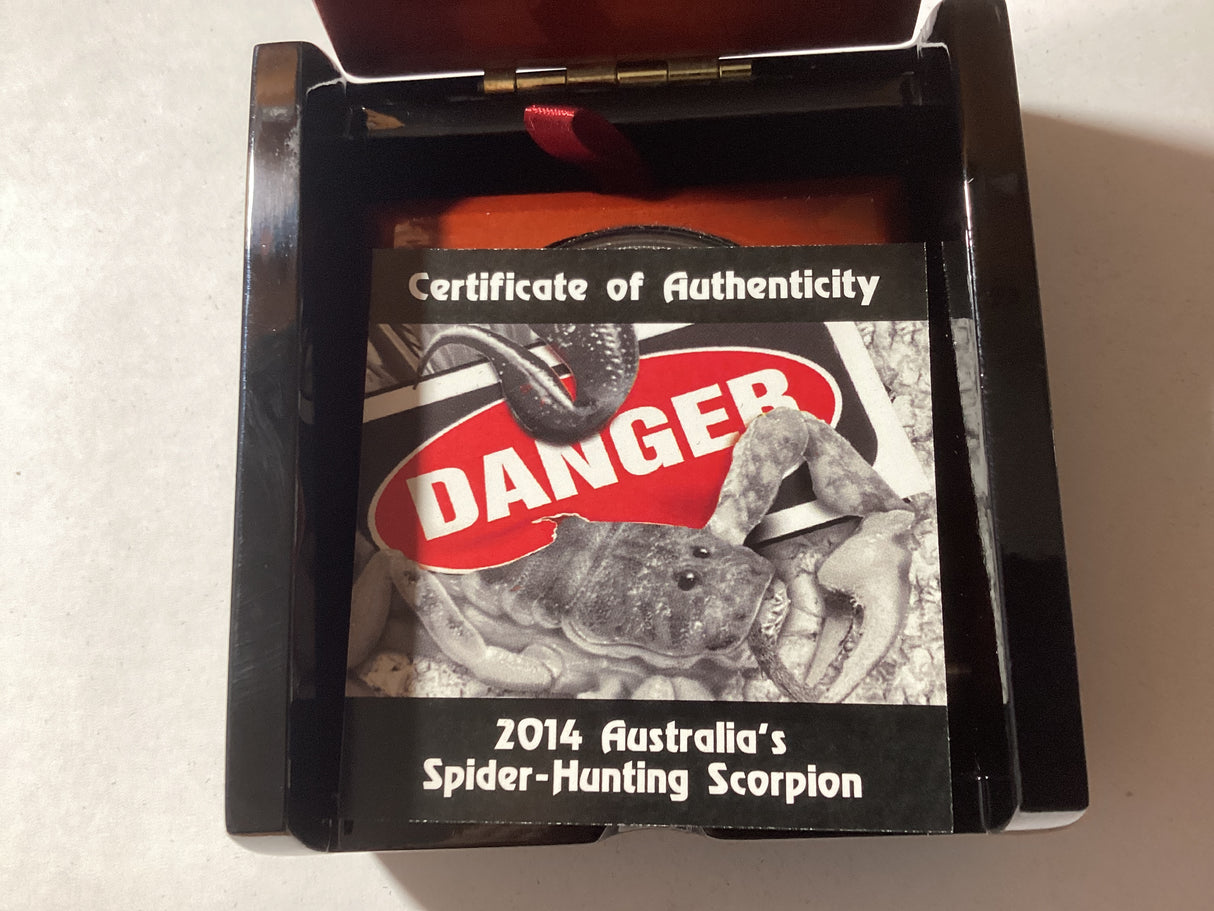 Certificate of Authenticity
DANGER
2014 Australia's
Spider-Hunting Scorpion